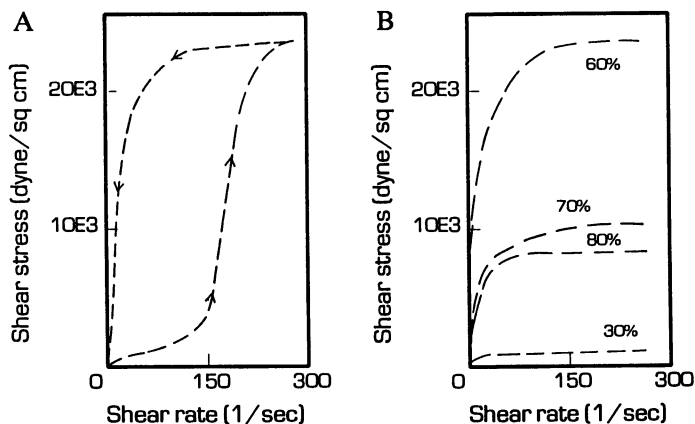 A
Shear stress (dyne/sq cm)
20E3
10E3
0
150
300
Shear rate (1/sec)
B
Shear stress (dyne/sq cm)
20E3
10E3
60%
70%
80%
30%
0
150
300
Shear rate (1/sec)